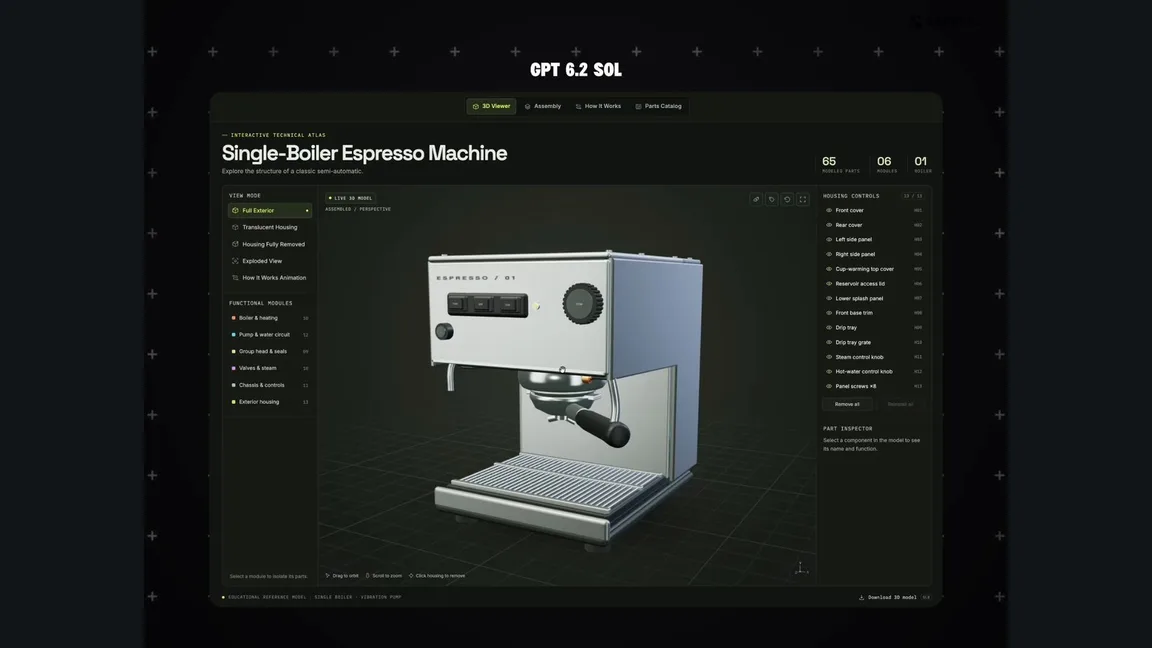 GPT 6.2 SOL
3D Viewer
Assembly
How It Works
Parts Catalog
INTERACTIVE TECHNICAL ATLAS
Single-Boiler Espresso Machine
Explore the structure of a classic semi-automatic.
65
MODELED PARTS
06
MODULES
01
BOILER
VIEW MODE
Full Exterior
Translucent Housing
Housing Fully Removed
Exploded View
How It Works Animation
FUNCTIONAL MODULES
Boiler & heating
Pump & water circuit
Group head & seals
Valves & steam
Chassis & controls
Exterior housing
Select a module to isolate its parts.
LIVE 3D MODEL
ASSEMBLED / PERSPECTIVE
ESPRESSO / 01
Drag to orbit
Scroll to zoom
Click housing to remove
HOUSING CONTROLS
Front cover
Rear cover
Left side panel
Right side panel
Cup-warming top cover
Reservoir access lid
Lower splash panel
Front base trim
Drip tray
Drip tray grate
Steam control knob
Hot-water control knob
Panel screws ×8
Remove all
PART INSPECTOR
Select a component in the model to see
its name and function.
EDUCATIONAL REFERENCE MODEL · SINGLE BOILER · VIBRATION PUMP
Download 3D model